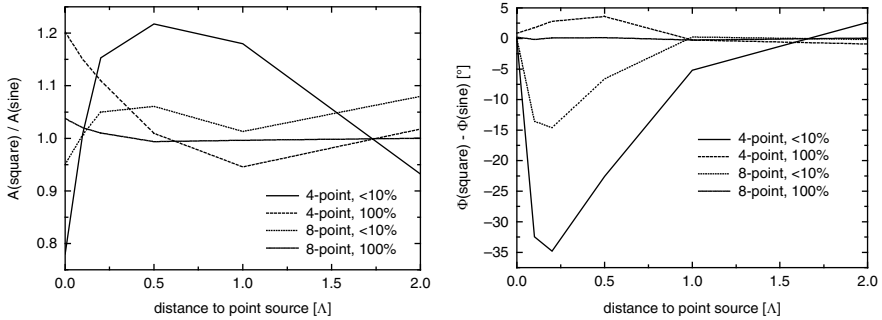 A(square) / A(sine)
1.2
1.1
1.0
0.9
0.8
4-point, <10%
4-point, 100%
8-point, <10%
8-point, 100%
0.0 0.5 1.0 1.5 2.0
distance to point source [Λ]
Φ(square) - Φ(sine) [°]
5
0
−5
−10
−15
−20
−25
−30
−35
4-point, <10%
4-point, 100%
8-point, <10%
8-point, 100%
0.0 0.5 1.0 1.5 2.0
distance to point source [Λ]